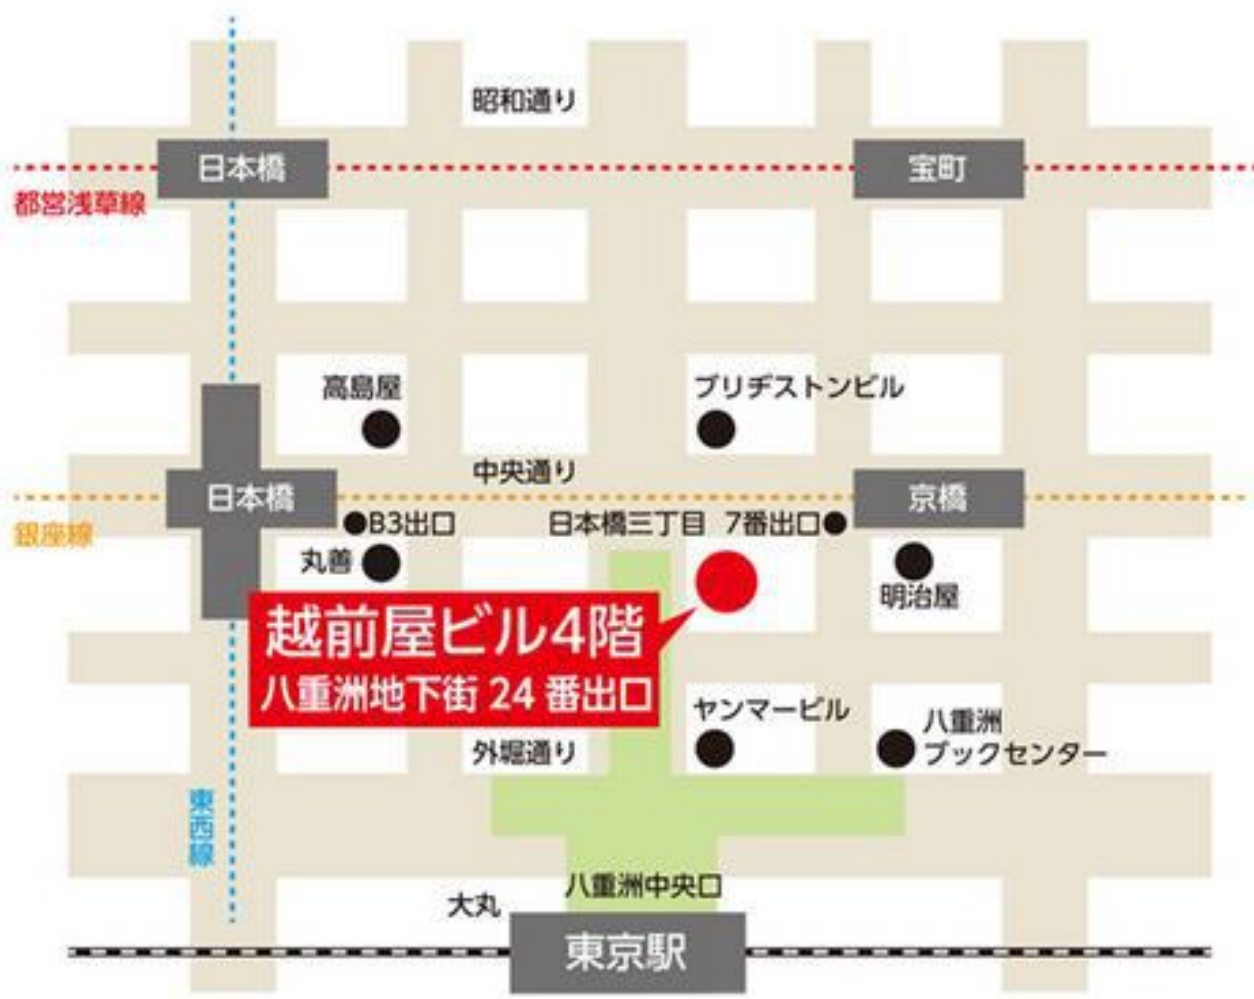 昭和通り
日本橋
宝町
都営浅草線
高島屋
ブリヂストンビル
中央通り
日本橋
京橋
銀座線
B3出口
日本橋三丁目
7番出口
丸善
明治屋
越前屋ビル4階
八重洲地下街 24 番出口
ヤンマービル
八重洲
ブックセンター
外堀通り
東西線
八重洲中央口
大丸
東京駅